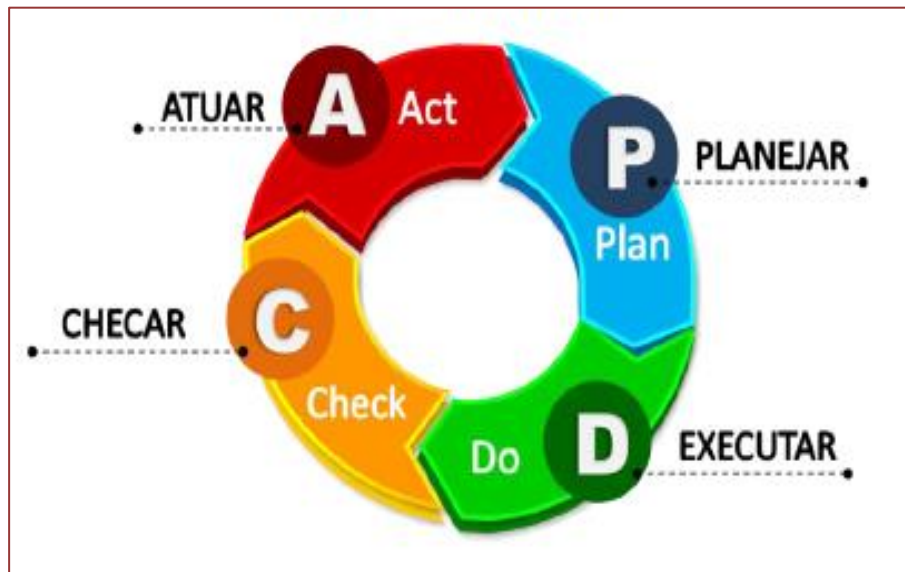 ATUAR
A
Act
P
PLANEJAR
Plan
CHECAR
C
Check
Do
D
EXECUTAR